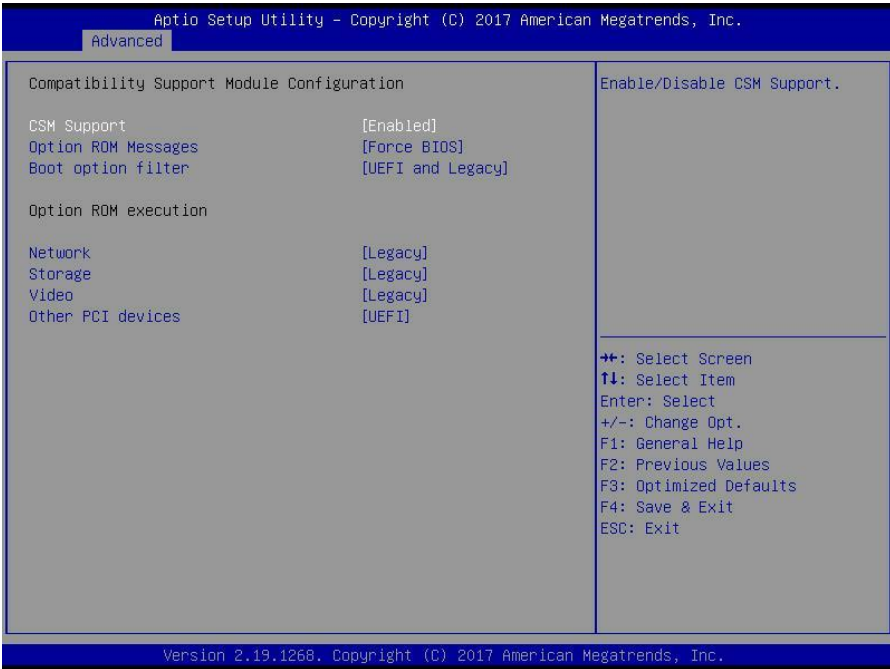 Aptio Setup Utility – Copyright (C) 2017 American Megatrends, Inc.
Advanced
Compatibility Support Module Configuration
CSM Support [Enabled]
Option ROM Messages [Force BIOS]
Boot option filter [UEFI and Legacy]
Option ROM execution
Network [Legacy]
Storage [Legacy]
Video [Legacy]
Other PCI devices [UEFI]
Enable/Disable CSM Support.
→←: Select Screen
↑↓: Select Item
Enter: Select
+/-: Change Opt.
F1: General Help
F2: Previous Values
F3: Optimized Defaults
F4: Save & Exit
ESC: Exit
Version 2.19.1268. Copyright (C) 2017 American Megatrends, Inc.